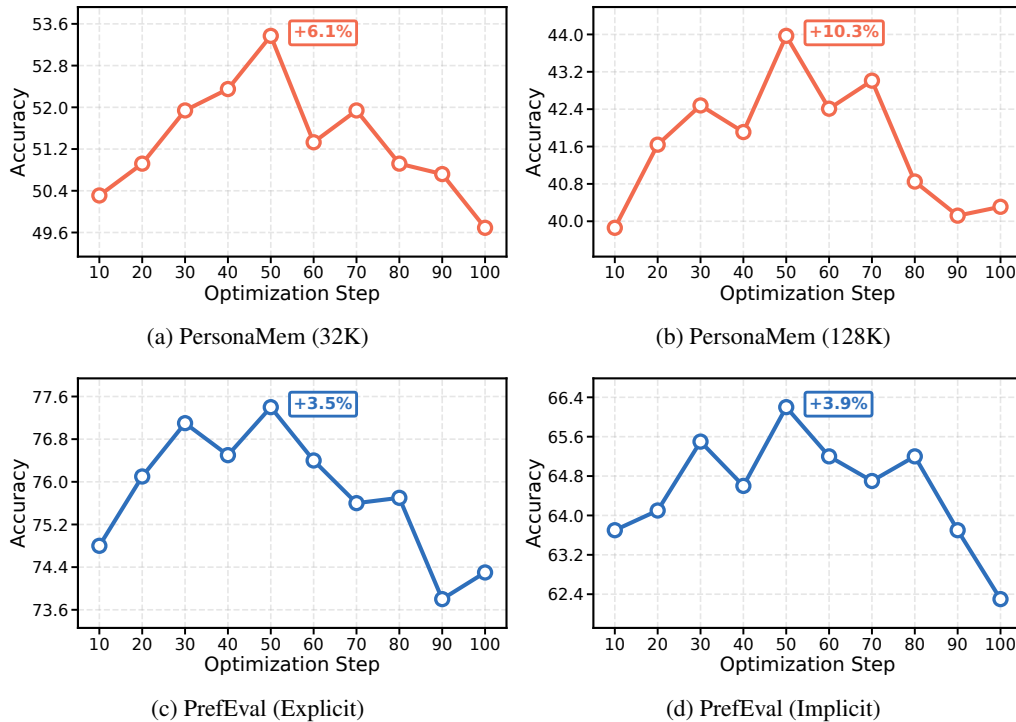 53.6
52.8
52.0
51.2
50.4
49.6
Accuracy
+6.1%
10 20 30 40 50 60 70 80 90 100
Optimization Step
(a) PersonaMem (32K)
44.0
43.2
42.4
41.6
40.8
40.0
Accuracy
+10.3%
10 20 30 40 50 60 70 80 90 100
Optimization Step
(b) PersonaMem (128K)
77.6
76.8
76.0
75.2
74.4
73.6
Accuracy
+3.5%
10 20 30 40 50 60 70 80 90 100
Optimization Step
(c) PrefEval (Explicit)
66.4
65.6
64.8
64.0
63.2
62.4
Accuracy
+3.9%
10 20 30 40 50 60 70 80 90 100
Optimization Step
(d) PrefEval (Implicit)